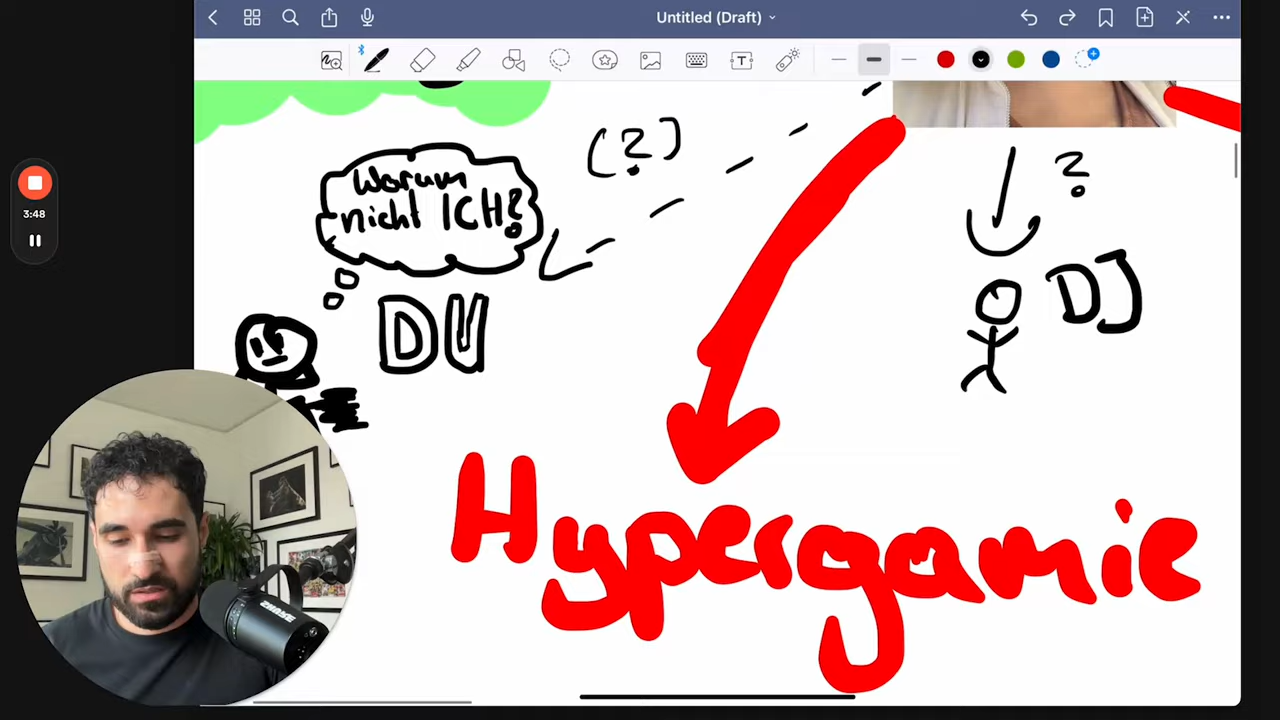 Untitled (Draft)
(?)
?
Warum
nicht ICH?
DJ
DU
3:48
Hypergamie
SHURE